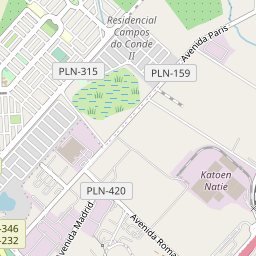 Residencial
Campos
do Conde
II
Avenida Paris
PLN-315
PLN-159
Katoen
Natie
PLN-420
Avenida Madrid
Avenida Roma
-346
-232